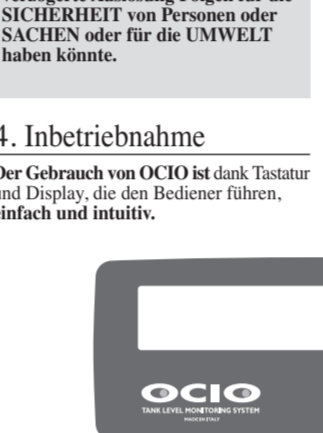 SICHERHEIT von Personen oder
SACHEN oder für die UMWELT
haben könnte.
4. Inbetriebnahme
Der Gebrauch von OCIO ist dank Tastatur
und Display, die den Bediener führen,
einfach und intuitiv.
OCIO
TANK LEVEL MONITORING SYSTEM
MADE IN ITALY